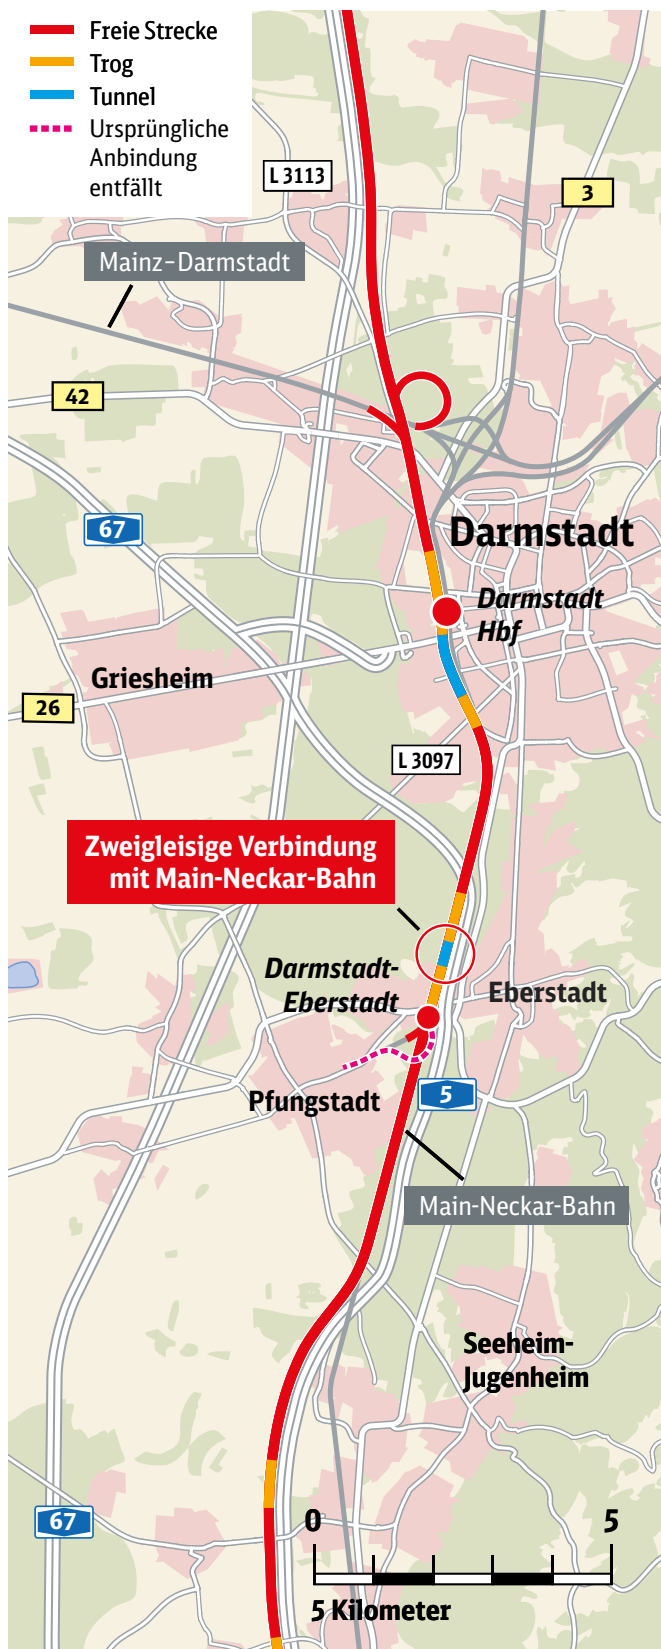 Freie Strecke
Trog
Tunnel
Ursprüngliche
Anbindung
entfällt
L 3113
3
Mainz–Darmstadt
42
67
Darmstadt
Darmstadt
Hbf
Griesheim
26
L 3097
Zweigleisige Verbindung
mit Main-Neckar-Bahn
Darmstadt-
Eberstadt
Eberstadt
Pfungstadt
5
Main-Neckar-Bahn
Seeheim-
Jugenheim
67
0 5
5 Kilometer